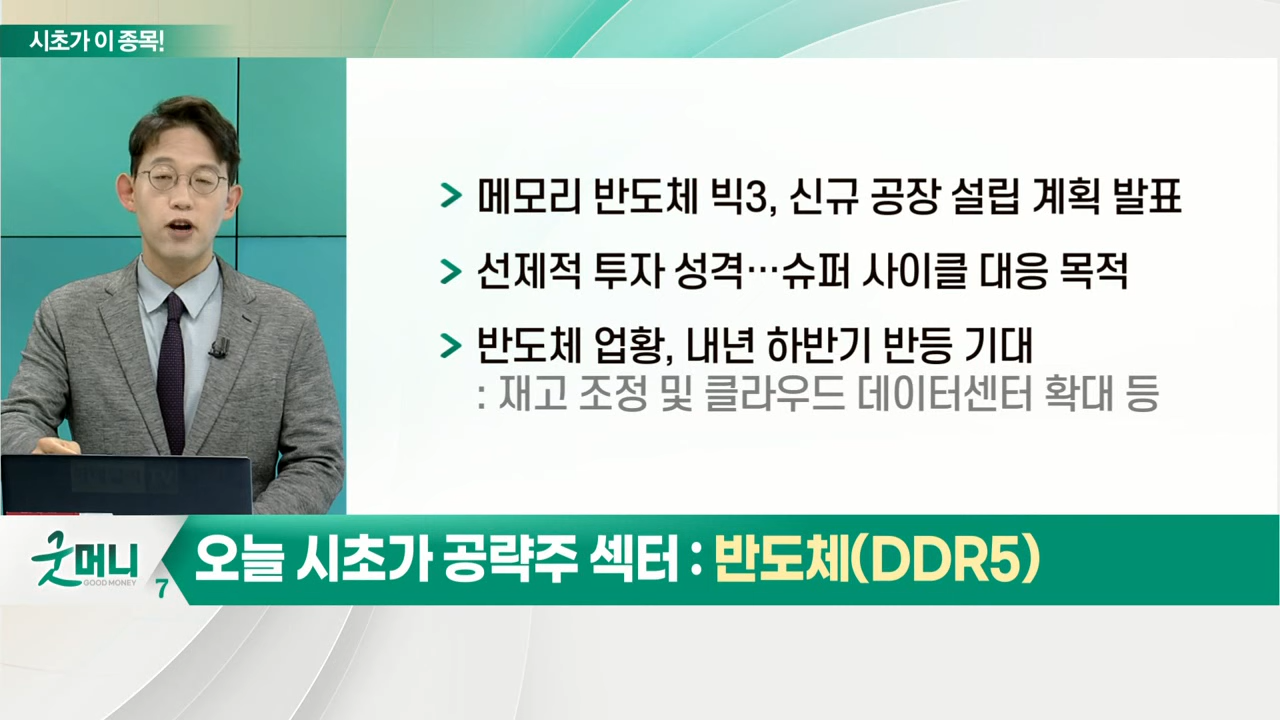 시초가 이 종목!
> 메모리 반도체 빅3, 신규 공장 설립 계획 발표
> 선제적 투자 성격…슈퍼 사이클 대응 목적
> 반도체 업황, 내년 하반기 반등 기대
: 재고 조정 및 클라우드 데이터센터 확대 등
굿머니
GOOD MONEY
7
오늘 시초가 공략주 섹터 : 반도체(DDR5)